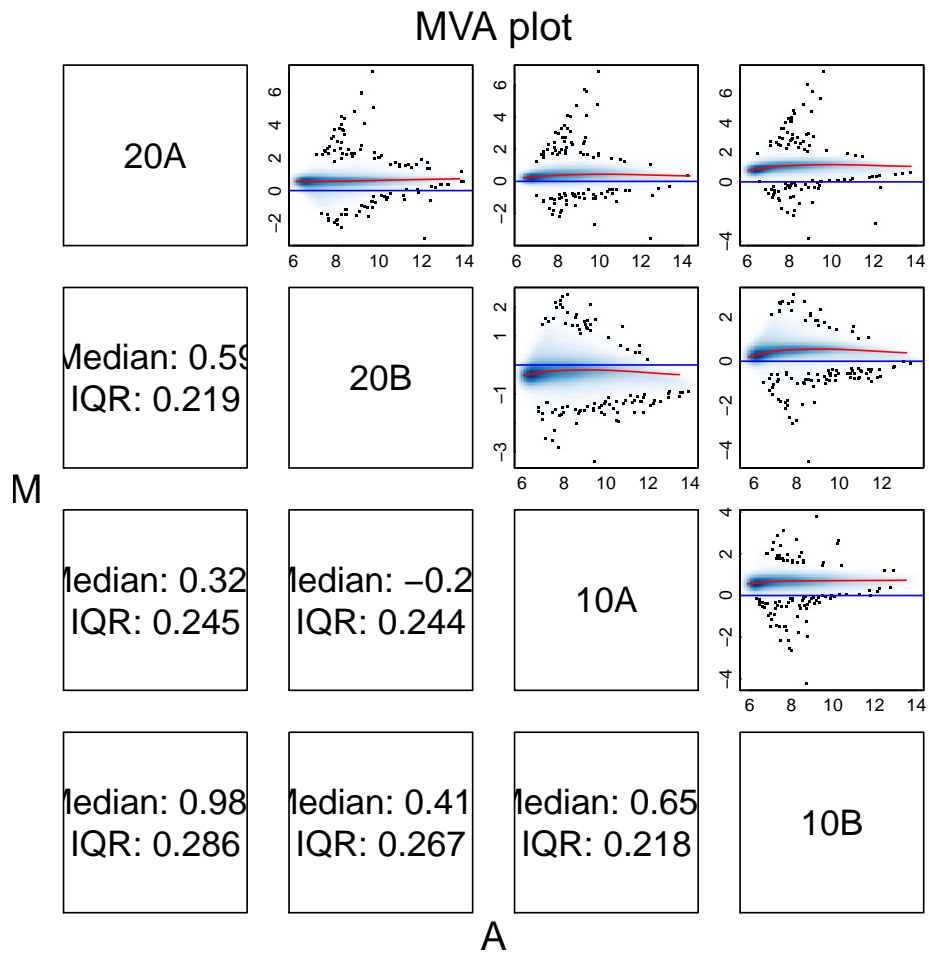 MVA plot
20A
6
4
2
0
−2
6 8 10 12 14
6
4
2
0
−2
6 8 10 12 14
6
4
2
0
−4
6 8 10 12 14
Median: 0.59
IQR: 0.219
20B
2
1
−1
−3
6 8 10 12 14
2
0
−2
−4
6 7 8 9 10 12
M
Median: 0.32
IQR: 0.245
Median: −0.2
IQR: 0.244
10A
4
2
0
−2
−4
6 8 10 12 14
Median: 0.98
IQR: 0.286
Median: 0.41
IQR: 0.267
Median: 0.65
IQR: 0.218
10B
A